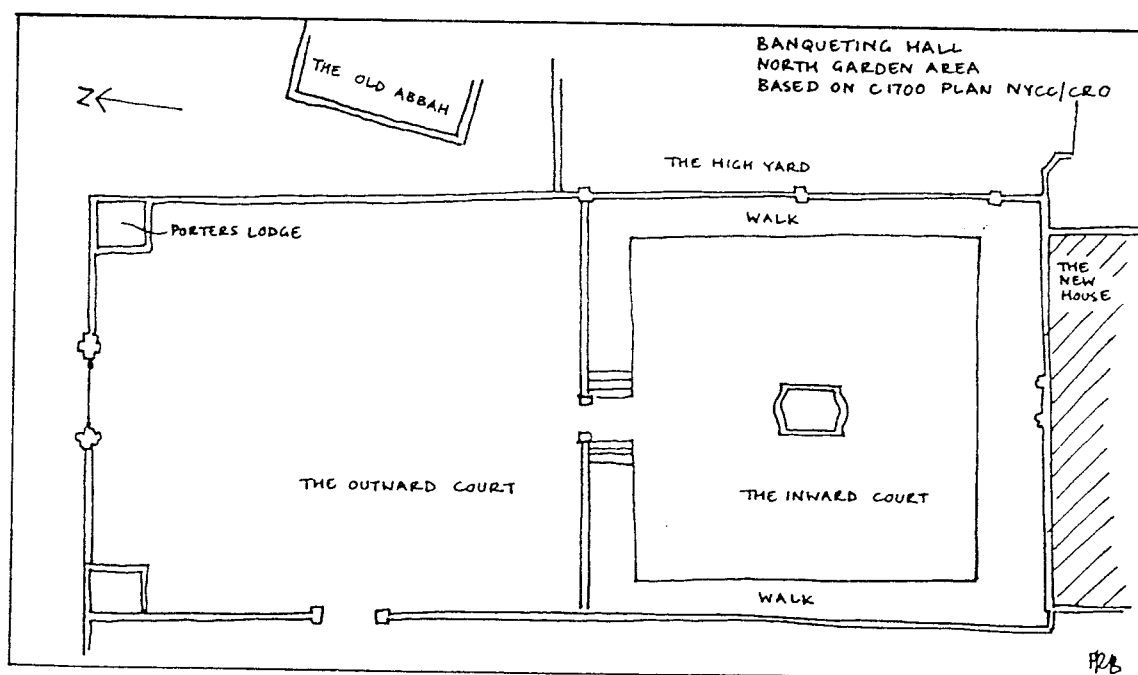 BANQUETING HALL
NORTH GARDEN AREA
BASED ON C1700 PLAN NYCC/CRO
THE OLD ABBAH
N
THE HIGH YARD
WALK
PORTERS LODGE
THE
NEW
HOUSE
THE OUTWARD COURT
THE INWARD COURT
WALK